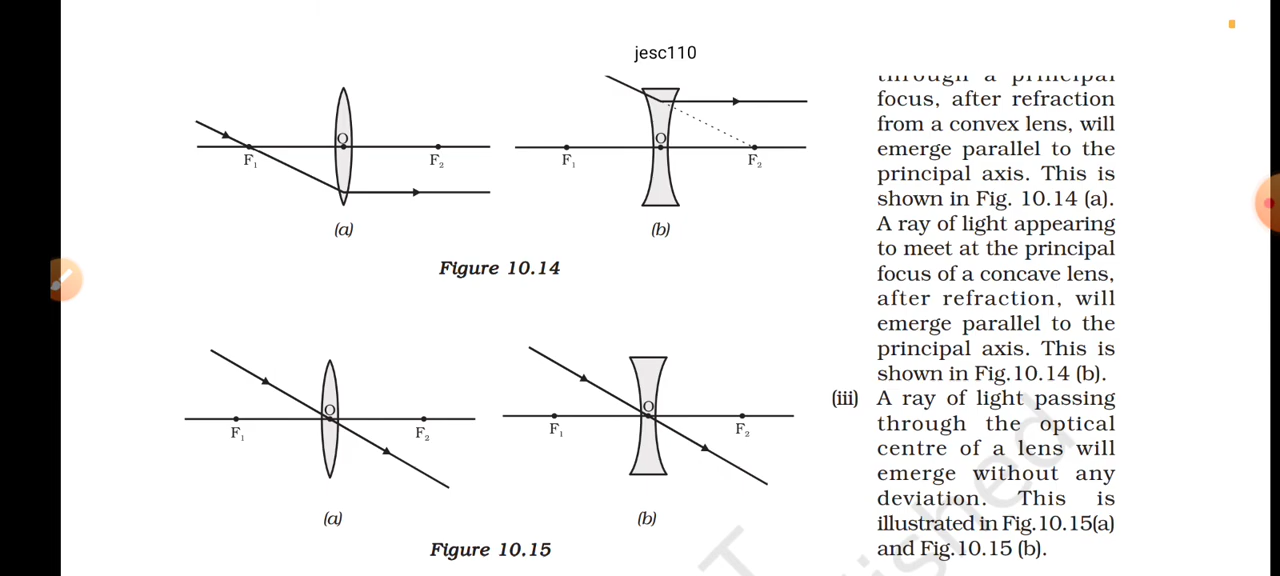 jesc110
through a principal
focus, after refraction
from a convex lens, will
emerge parallel to the
principal axis. This is
shown in Fig. 10.14 (a).
A ray of light appearing
to meet at the principal
focus of a concave lens,
after refraction, will
emerge parallel to the
principal axis. This is
shown in Fig.10.14 (b).
(iii) A ray of light passing
through the optical
centre of a lens will
emerge without any
deviation. This is
illustrated in Fig.10.15(a)
and Fig.10.15 (b).
O
F₁
F₂
(a)
O
F₁
F₂
(b)
Figure 10.14
O
F₁
F₂
(a)
O
F₁
F₂
(b)
Figure 10.15